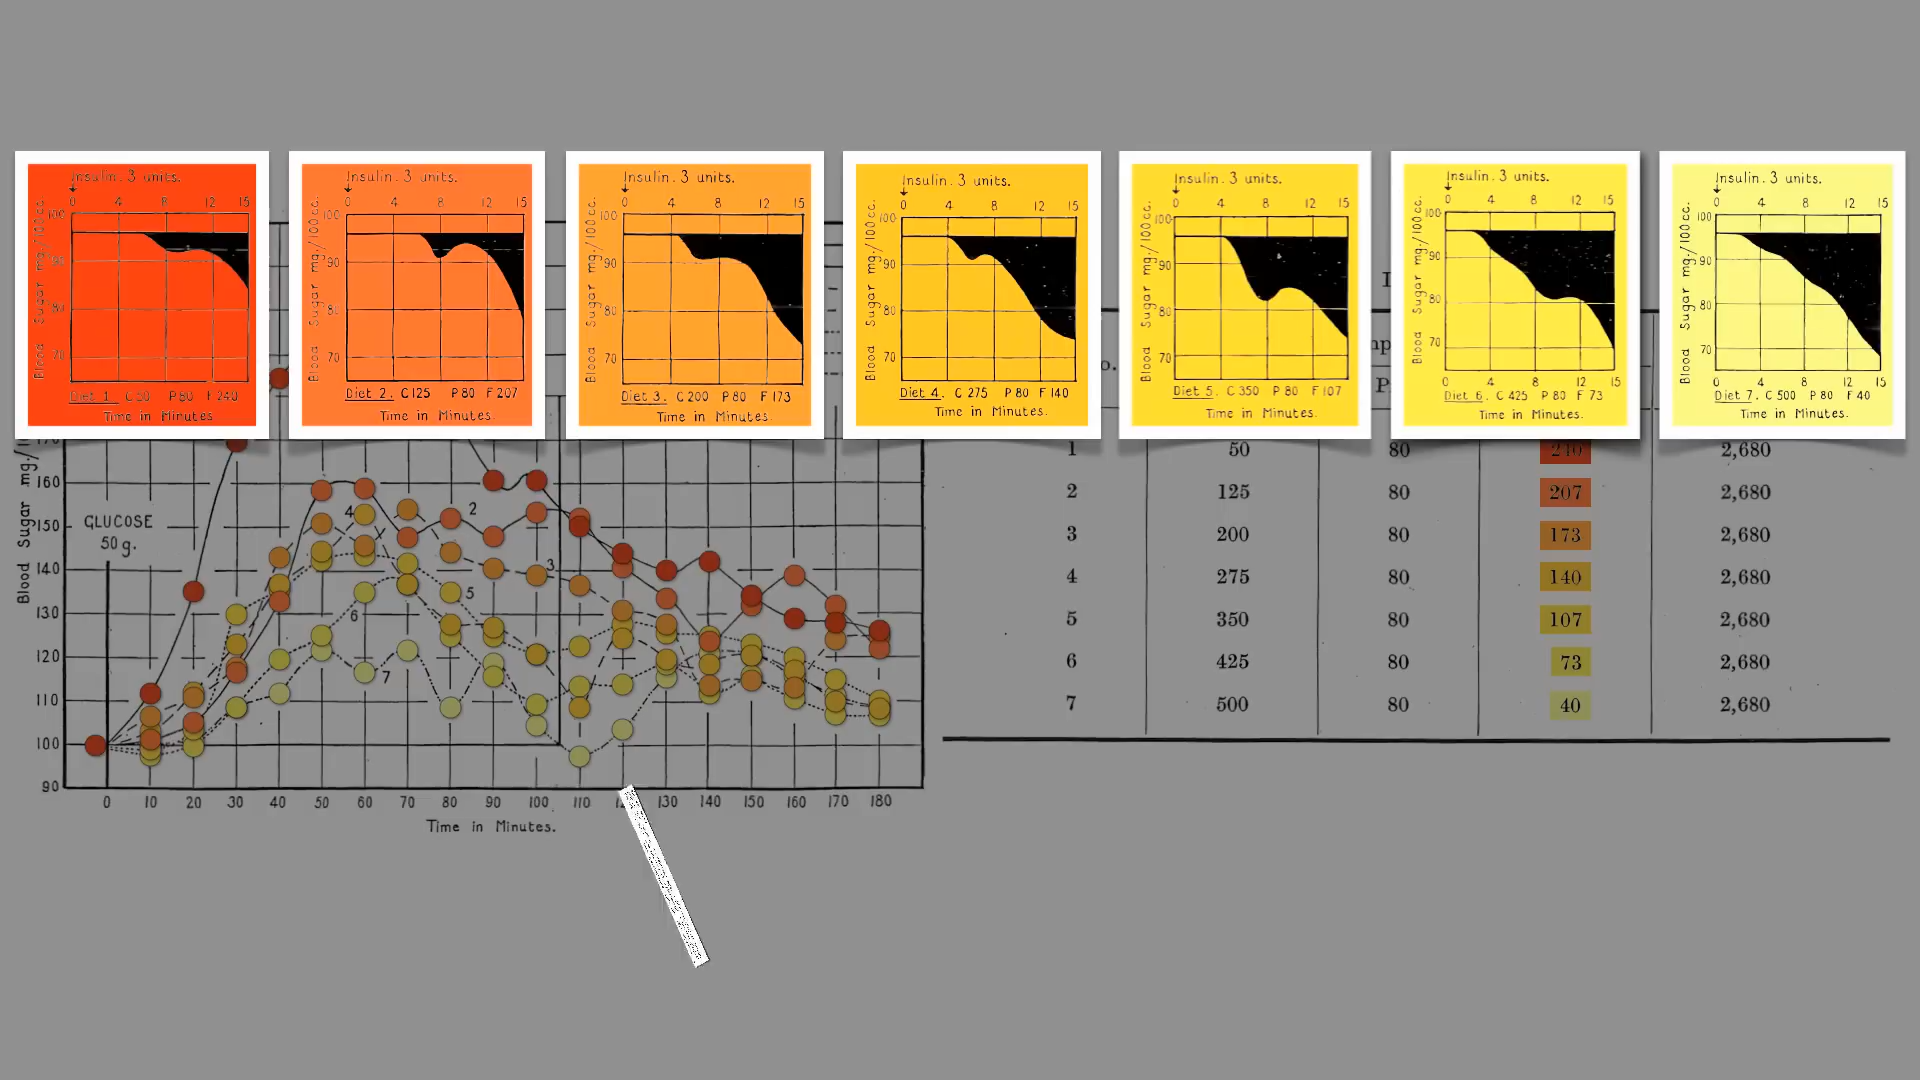 Insulin. 3 units.
0 4 8 12 15
100
90
80
70
Blood Sugar mg./100cc.
Diet 1. C 50 P 80 F 240
Time in Minutes.
Insulin. 3 units.
0 4 8 12 15
100
90
80
70
Blood Sugar mg./100cc.
Diet 2. C 125 P 80 F 207
Time in Minutes.
Insulin. 3 units.
0 4 8 12 15
100
90
80
70
Blood Sugar mg./100cc.
Diet 3. C 200 P 80 F 173
Time in Minutes.
Insulin. 3 units.
0 4 8 12 15
100
90
80
70
Blood Sugar mg./100cc.
Diet 4. C 275 P 80 F 140
Time in Minutes.
Insulin. 3 units.
0 4 8 12 15
100
90
80
70
Blood Sugar mg./100cc.
Diet 5. C 350 P 80 F 107
Time in Minutes.
Insulin. 3 units.
0 4 8 12 15
100
90
80
70
Blood Sugar mg./100cc.
0 4 8 12 15
Diet 6. C 425 P 80 F 73
Time in Minutes.
Insulin. 3 units.
0 4 8 12 15
100
90
80
70
Blood Sugar mg./100cc.
0 4 8 12 15
Diet 7. C 500 P 80 F 40
Time in Minutes.
170
160
150
140
130
120
110
100
90
Blood Sugar mg./
GLUCOSE
50 g.
4
2
3
5
6
7
0 10 20 30 40 50 60 70 80 90 100 110 130 140 150 160 170 180
Time in Minutes.
1 50 80 240 2,680
2 125 80 207 2,680
3 200 80 173 2,680
4 275 80 140 2,680
5 350 80 107 2,680
6 425 80 73 2,680
7 500 80 40 2,680